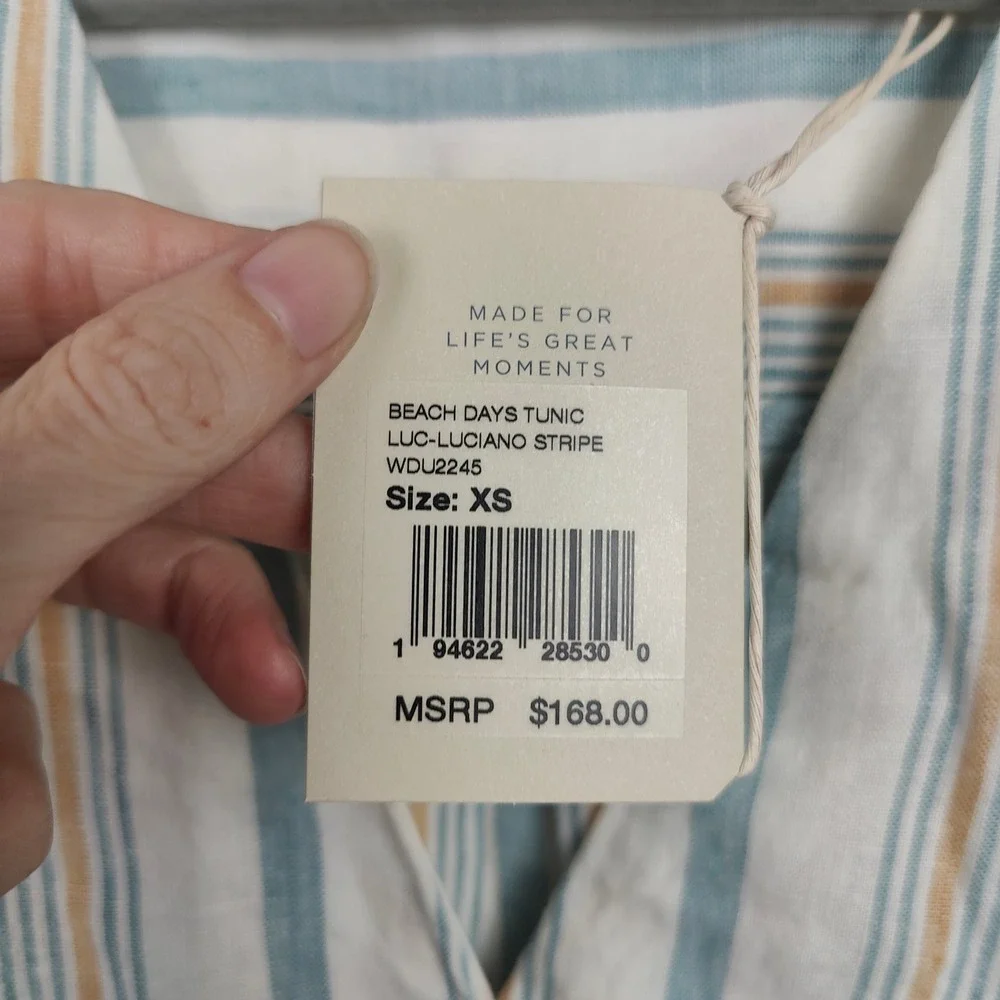 MADE FOR
LIFE'S GREAT
MOMENTS
BEACH DAYS TUNIC
LUC-LUCIANO STRIPE
WDU2245
Size: XS
1 94622 28530 0
MSRP $168.00